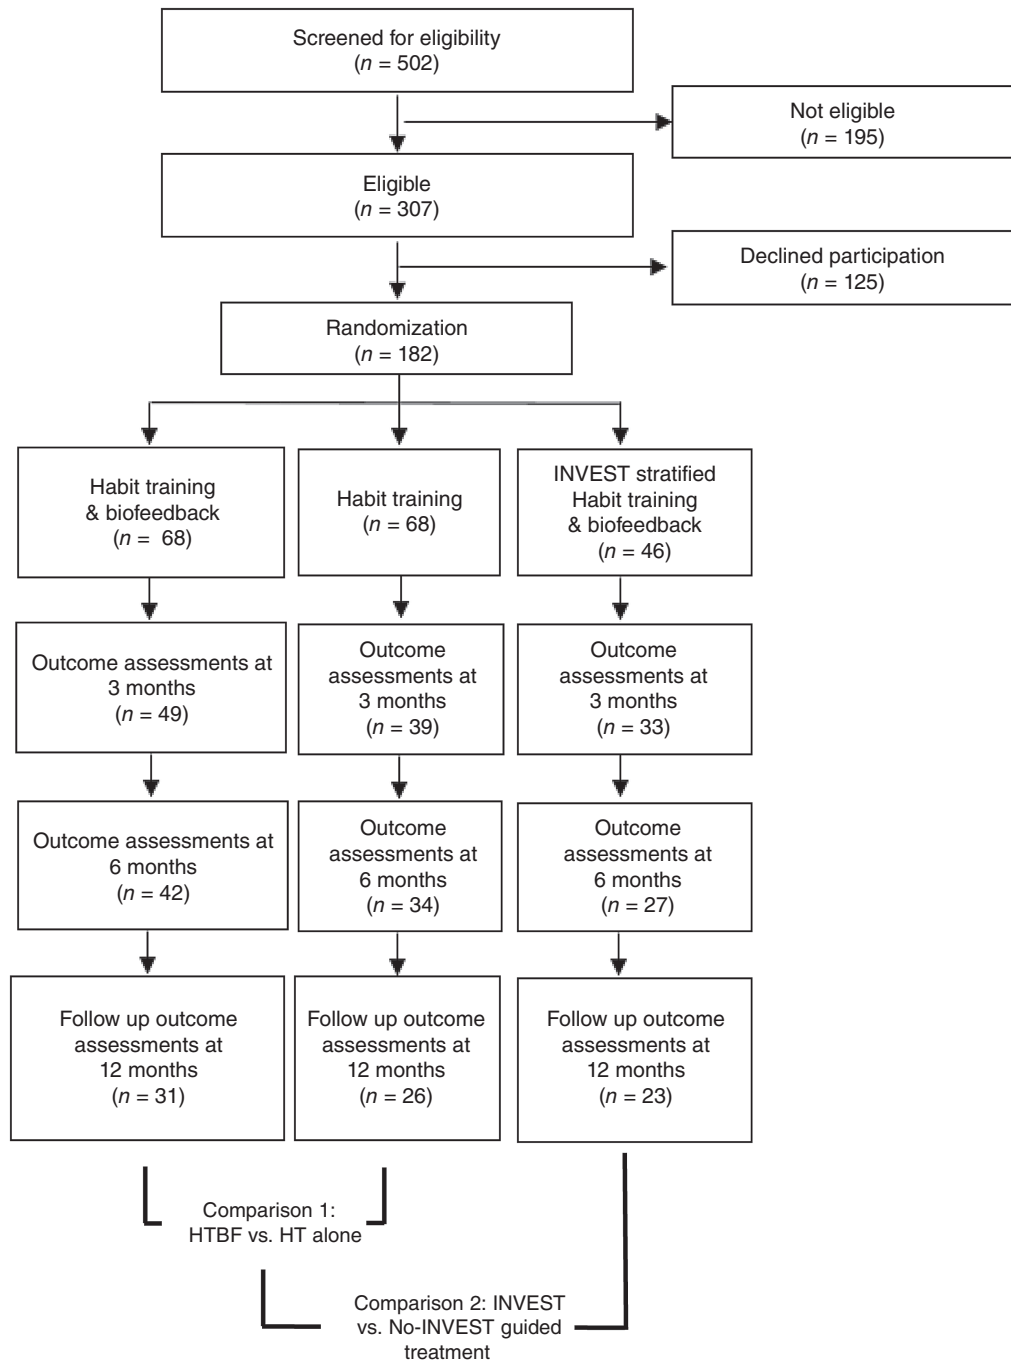 Screened for eligibility
(n = 502)
Not eligible
(n = 195)
Eligible
(n = 307)
Declined participation
(n = 125)
Randomization
(n = 182)
Habit training
& biofeedback
(n = 68)
Habit training
(n = 68)
INVEST stratified
Habit training
& biofeedback
(n = 46)
Outcome assessments at
3 months
(n = 49)
Outcome
assessments at
3 months
(n = 39)
Outcome
assessments at
3 months
(n = 33)
Outcome assessments at
6 months
(n = 42)
Outcome
assessments at
6 months
(n = 34)
Outcome
assessments at
6 months
(n = 27)
Follow up outcome
assessments at
12 months
(n = 31)
Follow up outcome
assessments at
12 months
(n = 26)
Follow up outcome
assessments at
12 months
(n = 23)
Comparison 1:
HTBF vs. HT alone
Comparison 2: INVEST
vs. No-INVEST guided
treatment